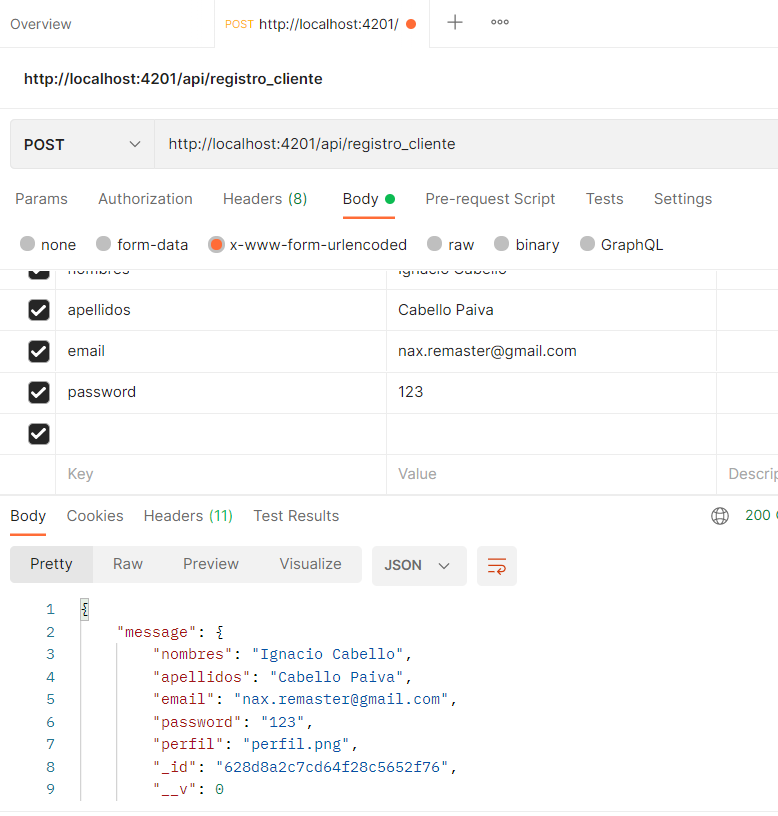 Overview
POST http://localhost:4201/
http://localhost:4201/api/registro_cliente
POST http://localhost:4201/api/registro_cliente
Params Authorization Headers (8) Body Pre-request Script Tests Settings
none form-data x-www-form-urlencoded raw binary GraphQL
nombres Ignacio Cabello
apellidos Cabello Paiva
email nax.remaster@gmail.com
password 123
Key Value Descrip
Body Cookies Headers (11) Test Results 200
Pretty Raw Preview Visualize JSON
1 {
2 "message": {
3 "nombres": "Ignacio Cabello",
4 "apellidos": "Cabello Paiva",
5 "email": "nax.remaster@gmail.com",
6 "password": "123",
7 "perfil": "perfil.png",
8 "_id": "628d8a2c7cd64f28c5652f76",
9 "__v": 0